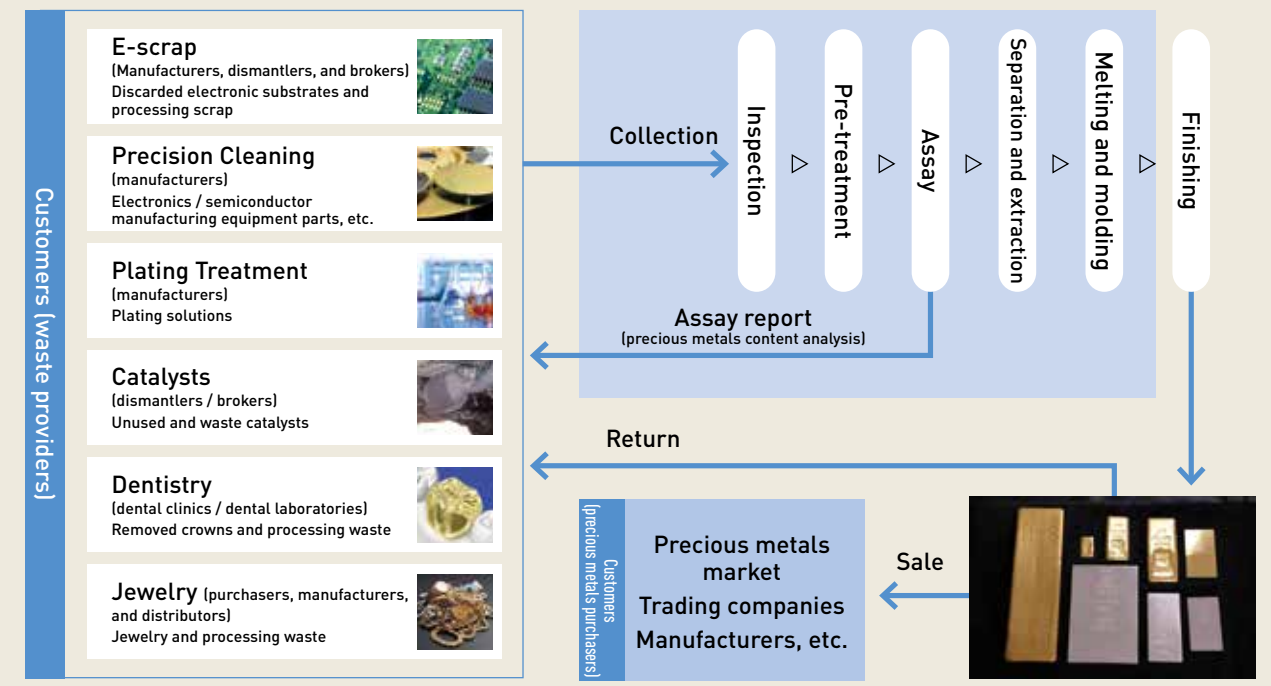 Customers (waste providers)
E-scrap
(Manufacturers, dismantlers, and brokers)
Discarded electronic substrates and
processing scrap
Precision Cleaning
(manufacturers)
Electronics / semiconductor
manufacturing equipment parts, etc.
Plating Treatment
(manufacturers)
Plating solutions
Catalysts
(dismantlers / brokers)
Unused and waste catalysts
Dentistry
(dental clinics / dental laboratories)
Removed crowns and processing waste
Jewelry (purchasers, manufacturers,
and distributors)
Jewelry and processing waste
Collection
Inspection
Pre-treatment
Assay
Separation and extraction
Melting and molding
Finishing
Assay report
(precious metals content analysis)
Return
Customers
(precious metals purchasers)
Precious metals
market
Trading companies
Manufacturers, etc.
Sale